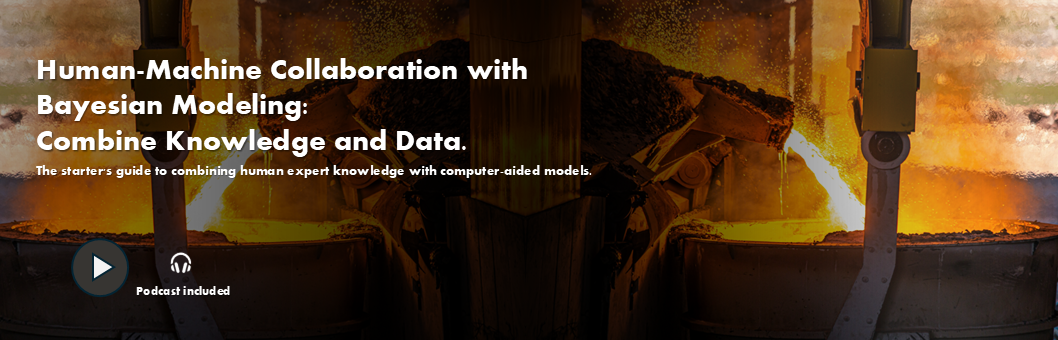 Human-Machine Collaboration with
Bayesian Modeling:
Combine Knowledge and Data.
The starter's guide to combining human expert knowledge with computer-aided models.
Podcast included